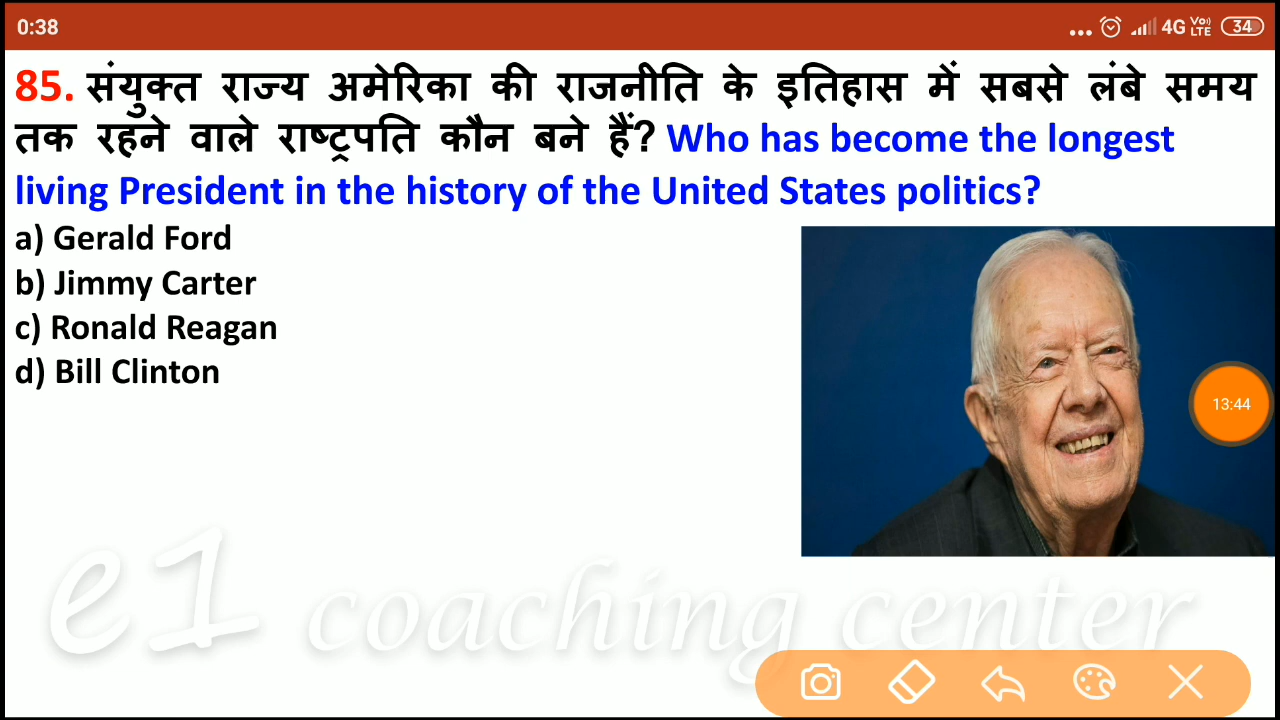 0:38
... 4G Vo)) LTE 34
85. संयुक्त राज्य अमेरिका की राजनीति के इतिहास में सबसे लंबे समय
तक रहने वाले राष्ट्रपति कौन बने हैं? Who has become the longest
living President in the history of the United States politics?
a) Gerald Ford
b) Jimmy Carter
c) Ronald Reagan
d) Bill Clinton
13:44
e1 coaching center